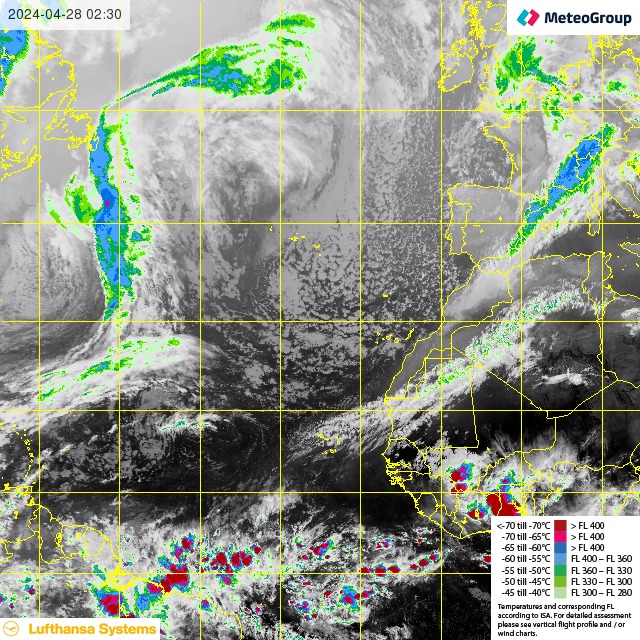 2024-04-28 02:30
MeteoGroup
<-70 till -70°C > FL 400
-70 till -65°C > FL 400
-65 till -60°C > FL 400
-60 till -55°C FL 400 – FL 360
-55 till -50°C FL 360 – FL 330
-50 till -45°C FL 330 – FL 300
-45 till -40°C FL 300 – FL 280
Temperatures and corresponding FL
according to ISA. For detailed assessment
please see vertical flight profile and / or
wind charts.
Lufthansa Systems